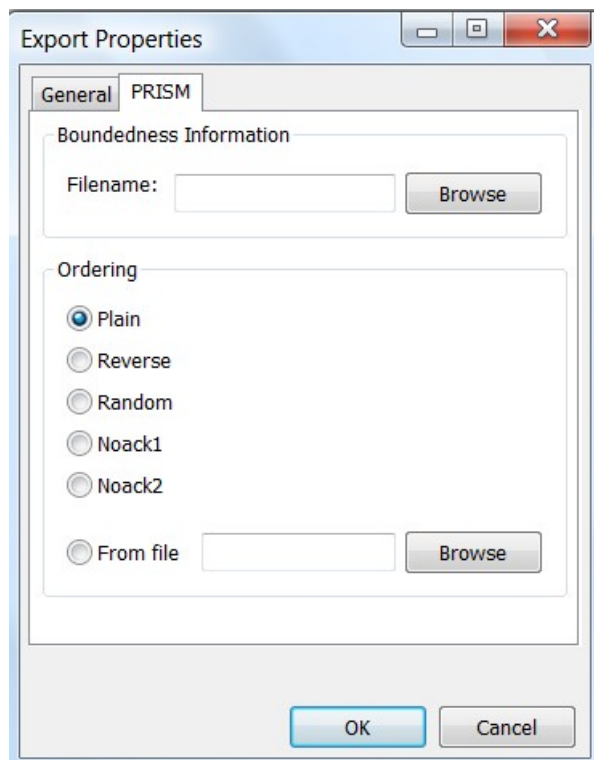 Export Properties
General PRISM
Boundedness Information
Filename: Browse
Ordering
Plain
Reverse
Random
Noack1
Noack2
From file Browse
OK Cancel